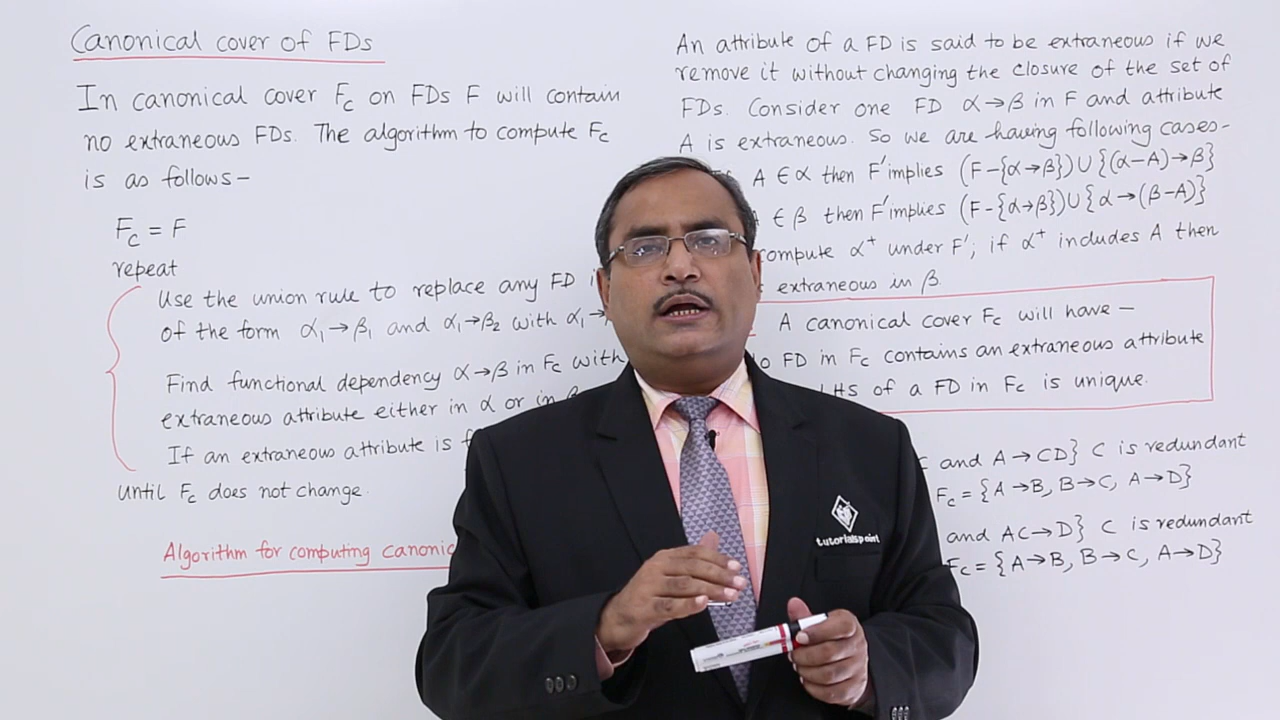 Canonical cover of FDs
In canonical cover Fc on FDs F will contain
no extraneous FDs. The algorithm to compute Fc
is as follows-
Fc = F
repeat
Use the union rule to replace any FD
of the form α1→β1 and α1→β2 with α1→
Find functional dependency α→β in Fc with
extraneous attribute either in α or in
If an extraneous attribute is
until Fc does not change.
Algorithm for computing
An attribute of a FD is said to be extraneous if we
remove it without changing the closure of the set of
FDs. Consider one FD α→β in F and attribute
A is extraneous. So we are having following cases-
A ∈ α then F' implies (F-{α→β})∪{(α-A)→β}
A ∈ β then F' implies (F-{α→β})∪{α→(β-A)}
α+ under F'; if α+ includes A then
extraneous in β.
A canonical cover Fc will have-
FD in Fc contains an extraneous attribute
of a FD in Fc is unique.
and A→CD} C is redundant
Fc = {A→B, B→C, A→D}
and AC→D} C is redundant
Fc = {A→B, B→C, A→D}
tutorialspoint